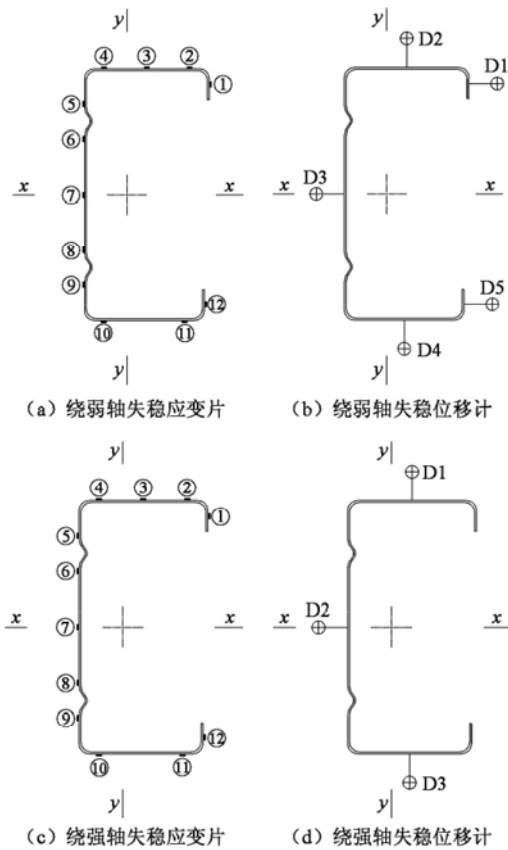 y y
④ ③ ② D2
① D1
⑤
⑥
x ⑦ x D3 x x
⑧
⑨
⑫ D5
⑩ ⑪ D4
y y
（a）绕弱轴失稳应变片 （b）绕弱轴失稳位移计
y y
④ ③ ② D1
①
⑤
⑥
x ⑦ x D2 x x
⑧
⑨
⑫
⑩ ⑪ D3
y y
（c）绕强轴失稳应变片 （d）绕强轴失稳位移计